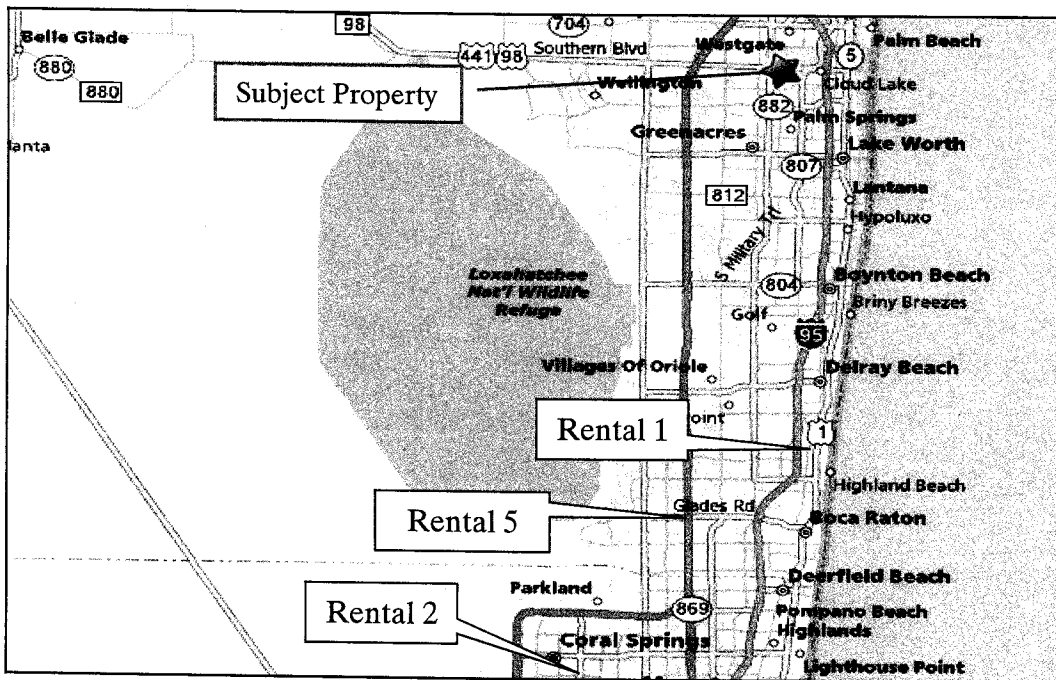 98
704
Belle Glade
Southern Blvd
Westgate
Palm Beach
5
880
441 98
880
Subject Property
Wellington
Cloud Lake
882
Palm Springs
Greenacres
Lake Worth
807
812
Lantana
Hypoluxo
S Military Trl
Loxahatchee
Nat'l Wildlife
Refuge
804
Boynton Beach
Golf
Briny Breezes
95
Villages Of Oriole
Delray Beach
oint
Rental 1
1
Highland Beach
Rental 5
Glades Rd
Boca Raton
Parkland
Deerfield Beach
Rental 2
869
Pompano Beach
Highlands
Coral Springs
Lighthouse Point